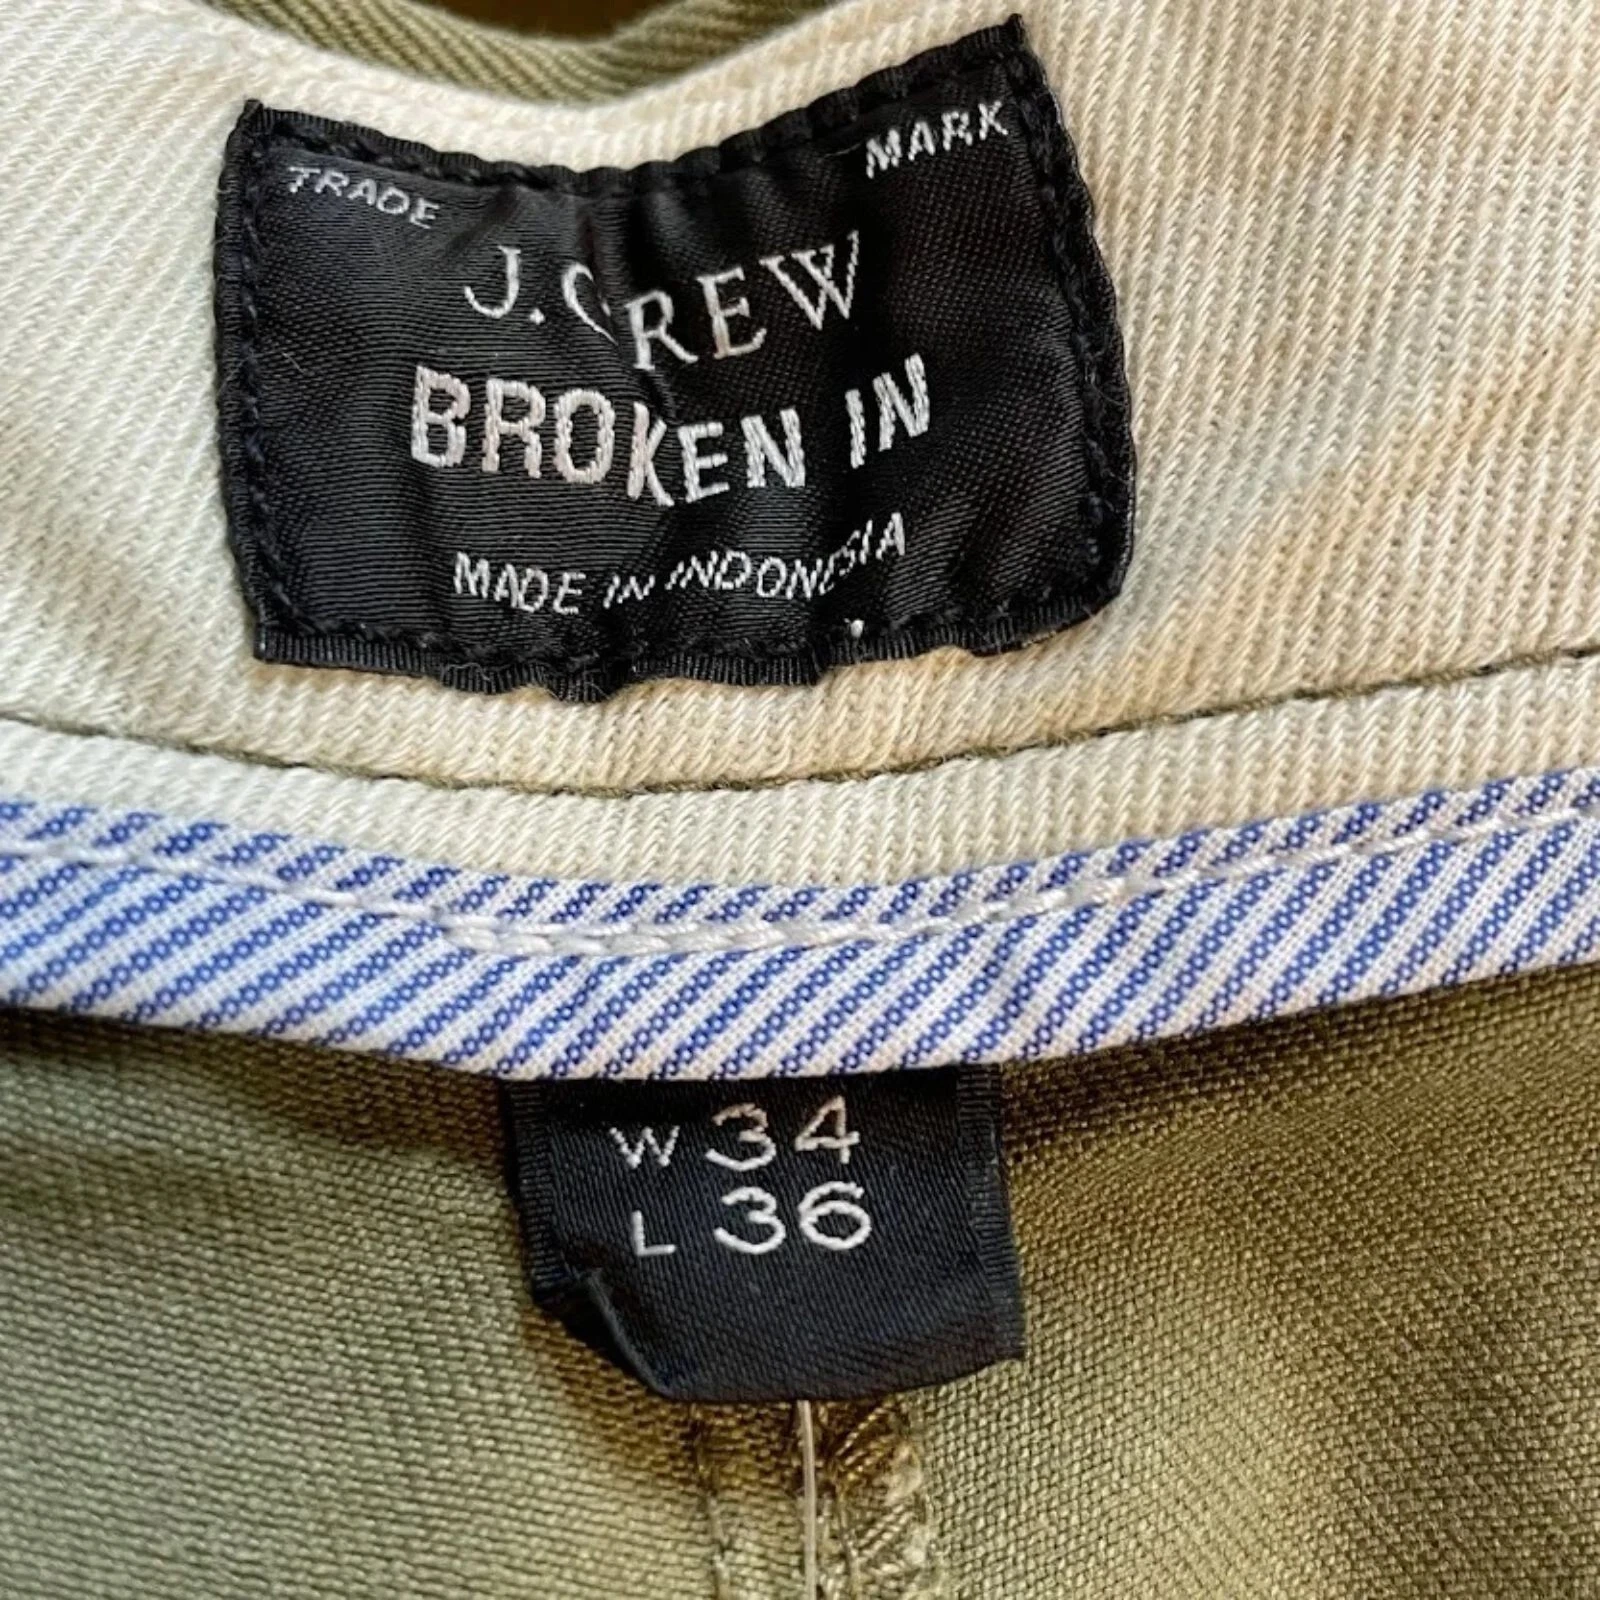 TRADE MARK
J.CREW
BROKEN IN
MADE IN INDONESIA
W 34
L 36